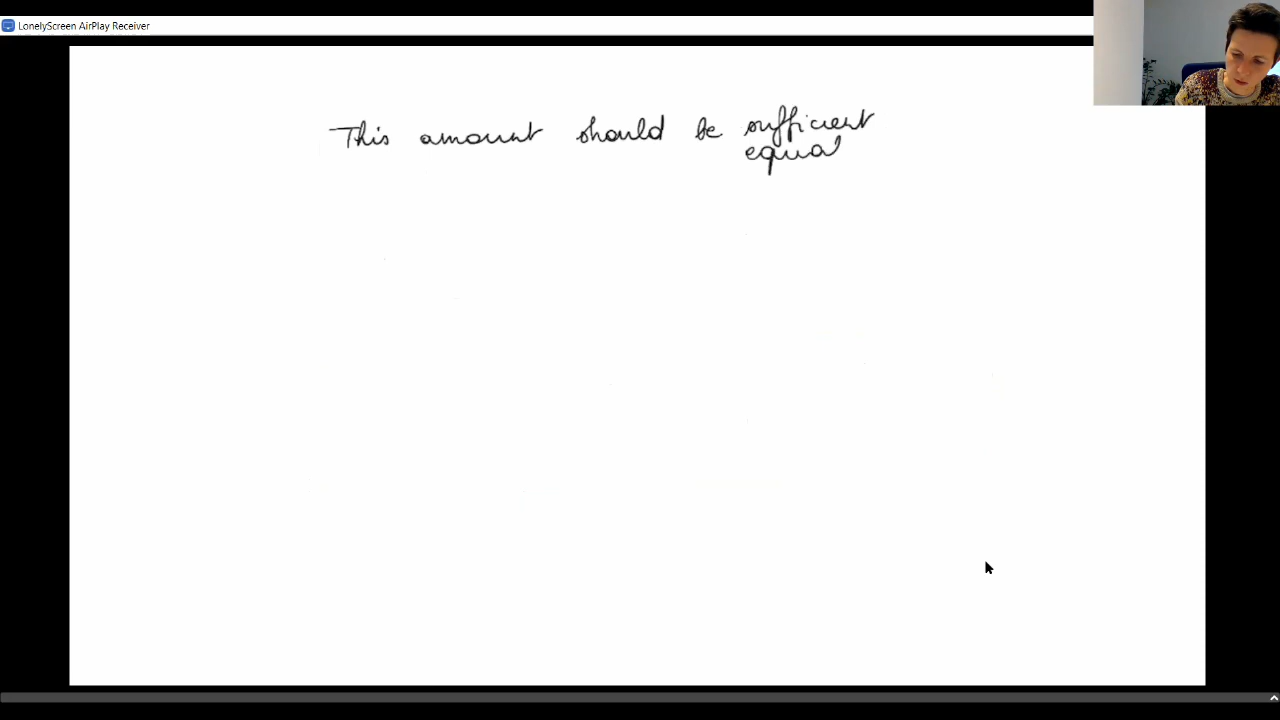 LonelyScreen AirPlay Receiver
This amount should be sufficient
equal